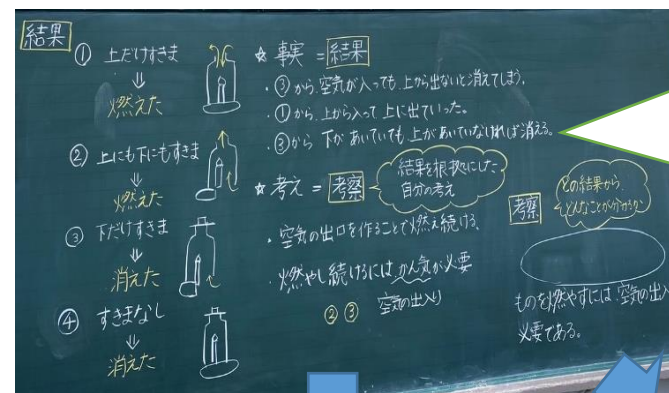 結果
① 上だけすきま
⇓
燃えた
② 上にも下にもすきま
⇓
燃えた
③ 下だけすきま
⇓
消えた
④ すきまなし
⇓
消えた
☆ 事実 = 結果
・③から 空気が入っても、上から出ないと消えてしまう。
・①から、上から入って 上に出ていった。
・③から 下があいていても 上があいていなければ消える。
☆ 考え = 考察
結果を根拠にした
自分の考え
・空気の出口を作ることで燃え続ける。
・燃やし続けるには かん気が必要
② ③
空気の出入り
考察
どの結果から、
どんなことが分かるか
ものを燃やすには 空気の出入
必要である。